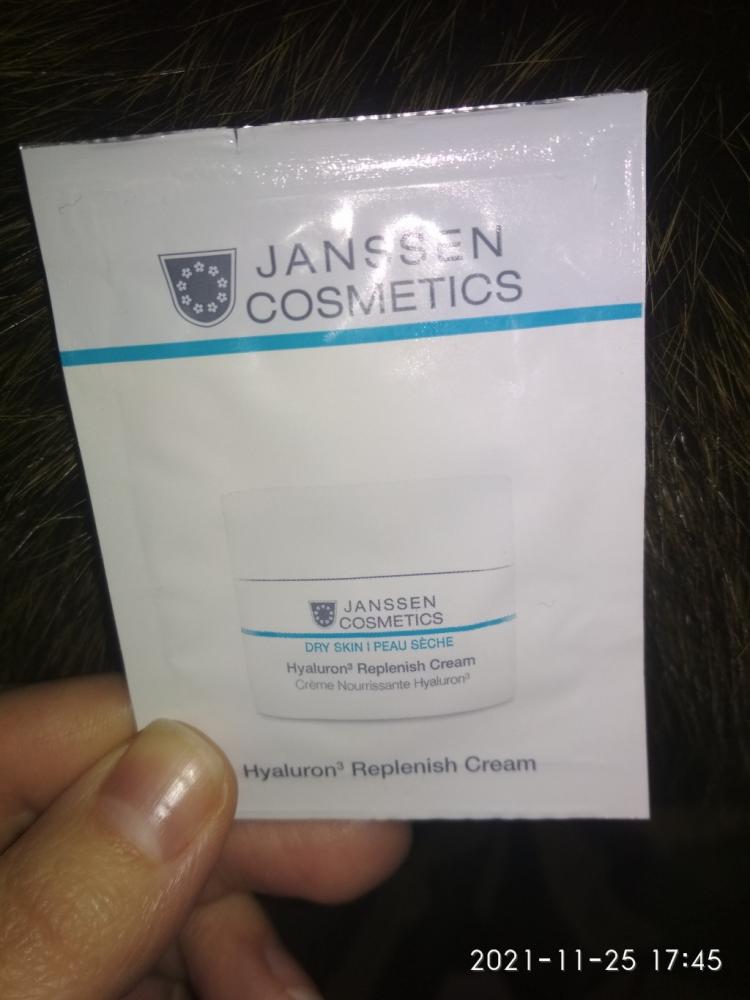 JANSSEN
COSMETICS
JANSSEN
COSMETICS
DRY SKIN | PEAU SÈCHE
Hyaluron³ Replenish Cream
Crème Nourrissante Hyaluron³
Hyaluron³ Replenish Cream
2021-11-25 17:45